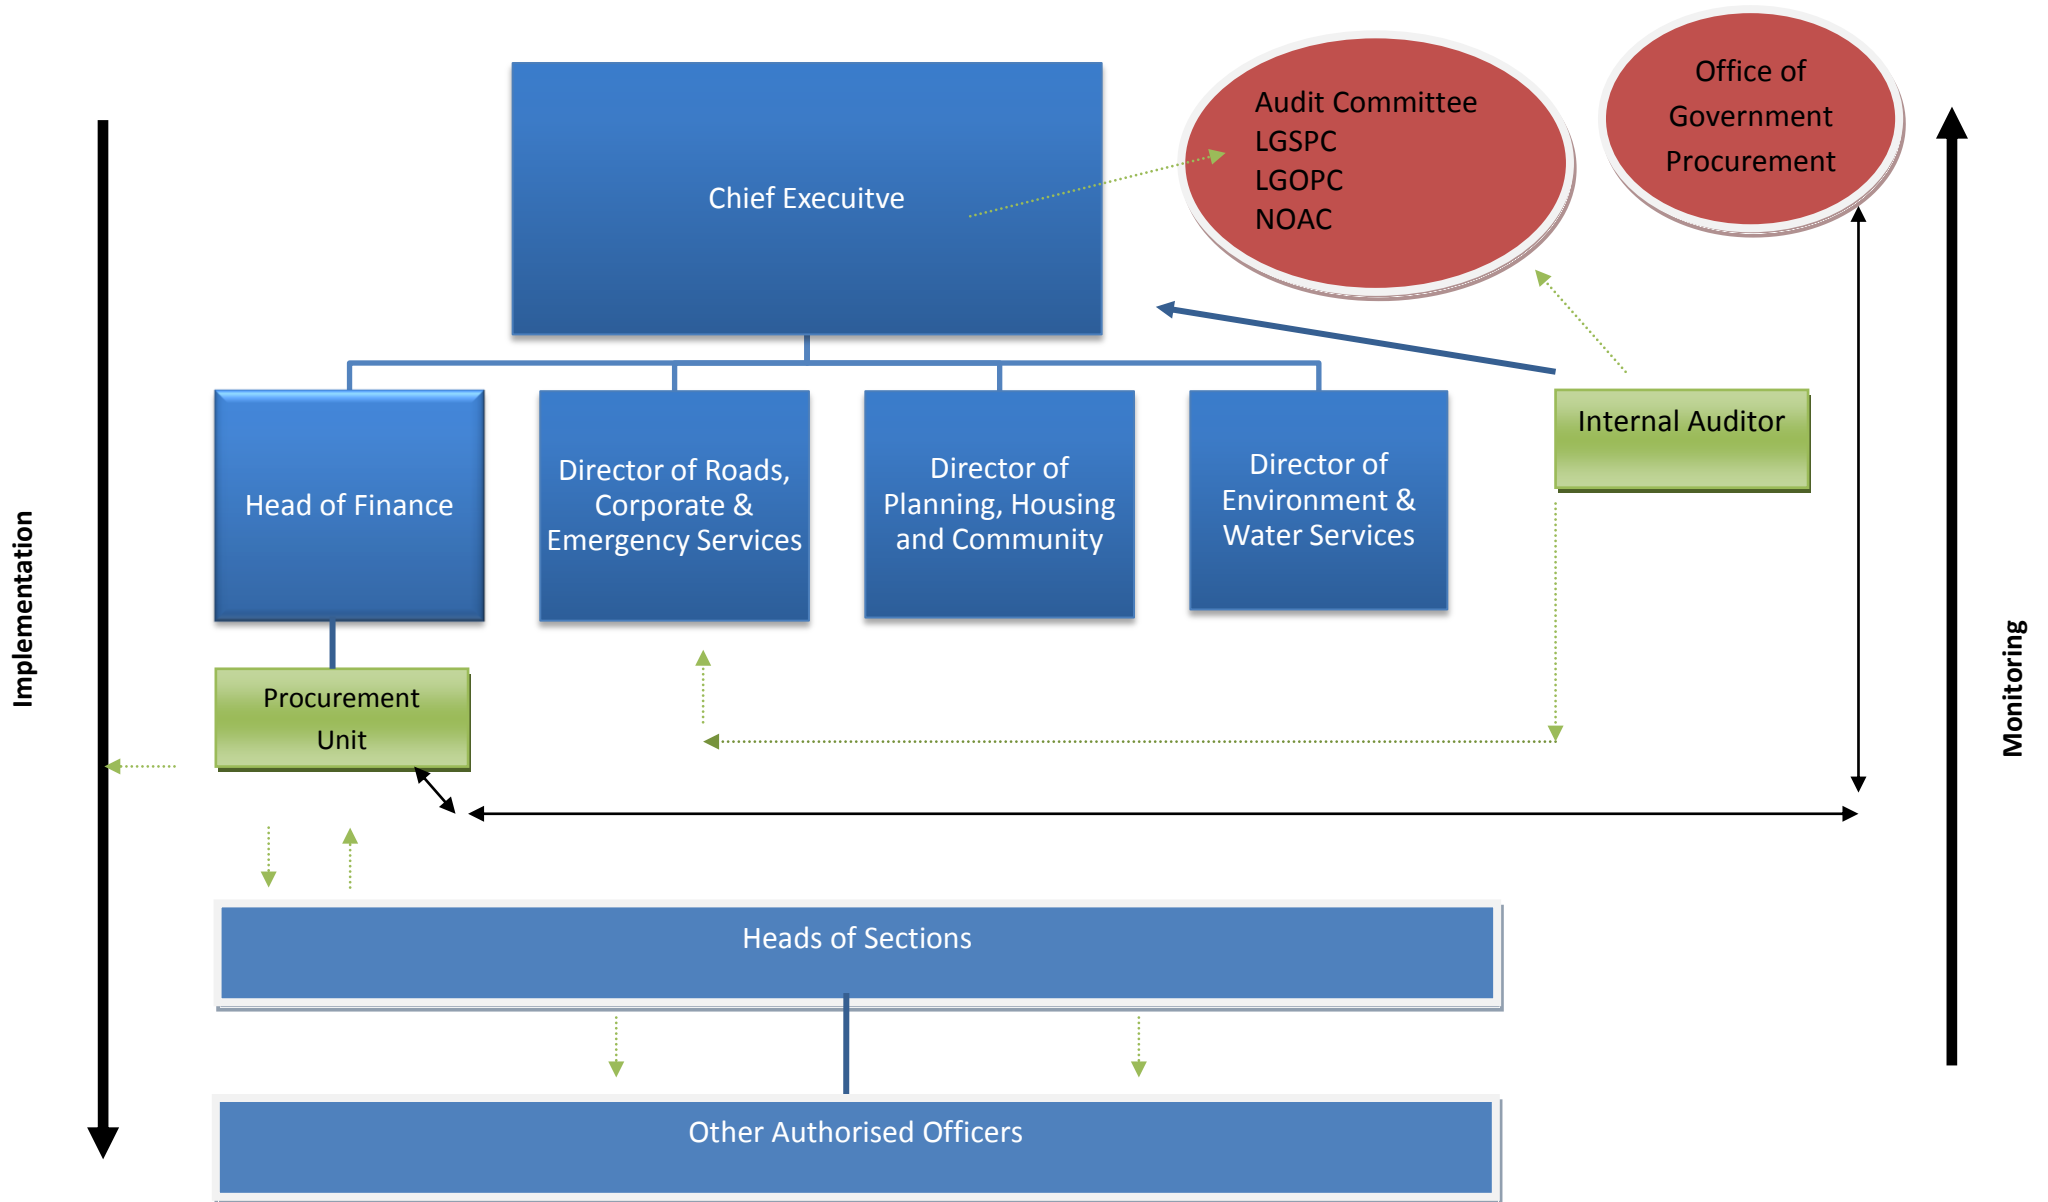 Office of
Government
Procurement
Audit Committee
LGSPC
LGOPC
NOAC
Chief Execuitve
Internal Auditor
Head of Finance
Director of Roads,
Corporate &
Emergency Services
Director of
Planning, Housing
and Community
Director of
Environment &
Water Services
Implementation
Monitoring
Procurement
Unit
Heads of Sections
Other Authorised Officers